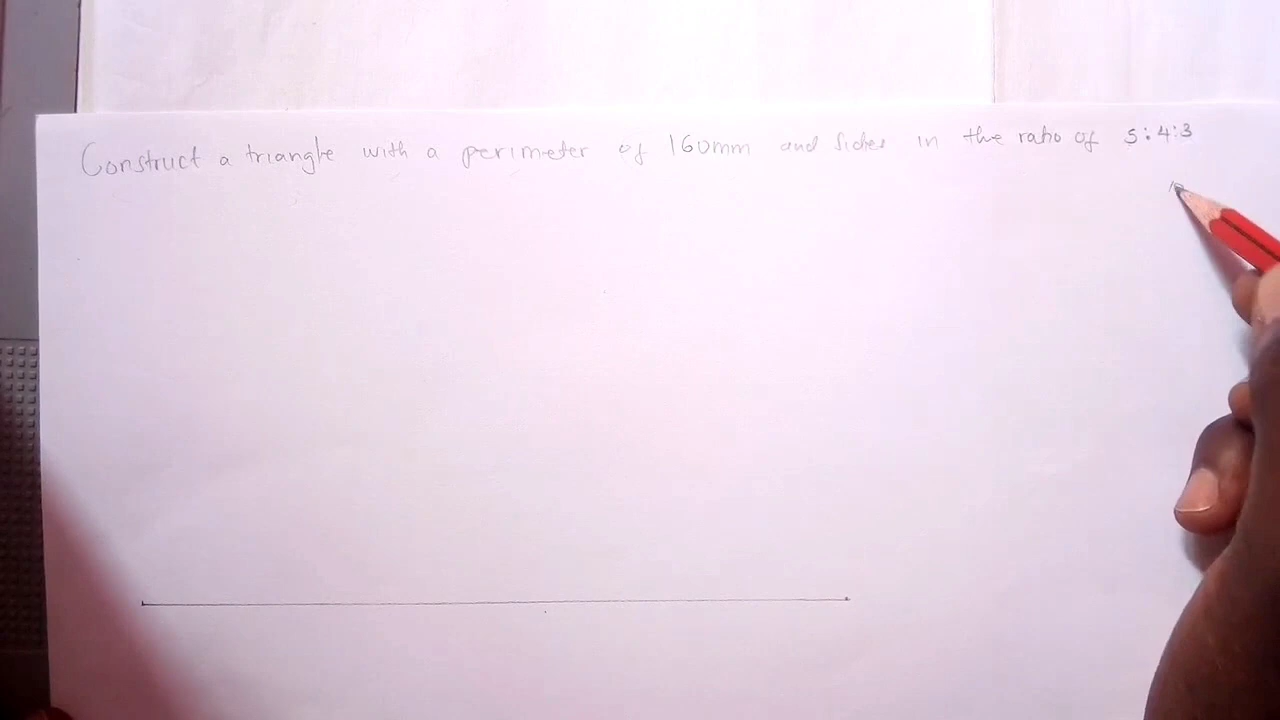 Construct a triangle with a perimeter of 160mm and sides in the ratio of 5:4:3